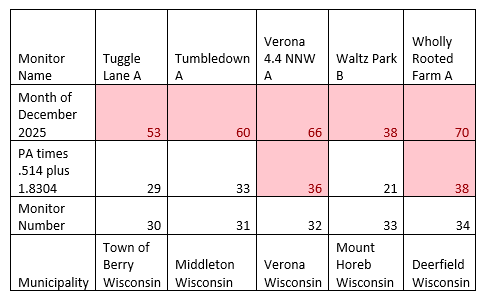 Monitor Name	Tuggle Lane A	Tumbledown A	Verona 4.4 NNW A	Waltz Park B	Wholly Rooted Farm A
Month of December 2025	53	60	66	38	70
PA times .514 plus 1.8304	29	33	36	21	38
Monitor Number	30	31	32	33	34
Municipality	Town of Berry Wisconsin	Middleton Wisconsin	Verona Wisconsin	Mount Horeb Wisconsin	Deerfield Wisconsin